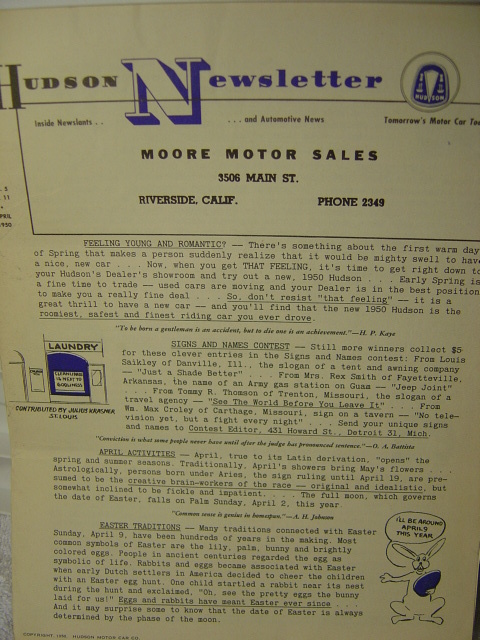 HUDSON Newsletter
HUDSON
Inside Newslants . . . . . and Automotive News Tomorrow's Motor Car To
MOORE MOTOR SALES
3506 MAIN ST.
RIVERSIDE, CALIF. PHONE 2349
11
PRIL
1950
FEELING YOUNG AND ROMANTIC? — There's something about the first warm day
of Spring that makes a person suddenly realize that it would be mighty swell to have
a nice, new car . . . Now, when you get THAT FEELING, it's time to get right down to
your Hudson's Dealer's showroom and try out a new, 1950 Hudson . . . . Early Spring is
a fine time to trade — used cars are moving and your Dealer is in the best position
to make you a really fine deal . . . So, don't resist "that feeling" — it is a
great thrill to have a new car — and you'll find that the new 1950 Hudson is the
roomiest, safest and finest riding car you ever drove.
"To be born a gentleman is an accident, but to die one is an achievement."—H. P. Kaye
LAUNDRY
CLEANLINESS
IS NEXT TO
GODLINESS
CONTRIBUTED BY JULIUS KRASNER
ST. LOUIS
SIGNS AND NAMES CONTEST — Still more winners collect $5
for these clever entries in the Signs and Names contest: From Louis
Saikley of Danville, Ill., the slogan of a tent and awning company
— "Just a Shade Better" . . . From Mrs. Rex Smith of Fayetteville,
Arkansas, the name of an Army gas station on Guam — "Jeep Joint"
. . . From Tommy R. Thomson of Trenton, Missouri, the slogan of a
travel agency — "See The World Before You Leave It" . . . From
Wm. Max Croley of Carthage, Missouri, sign on a tavern — "No tele-
vision yet, but a fight every night" . . . Send your unique signs
and names to Contest Editor, 431 Howard St., Detroit 31, Mich.
"Conviction is what some people never have until after the judge has pronounced sentence."—O. A. Battista
APRIL ACTIVITIES — April, true to its Latin derivation, "opens" the
spring and summer seasons. Traditionally, April's showers bring May's flowers . . .
Astrologically, persons born under Aries, the sign ruling until April 19, are pre-
sumed to be the creative brain-workers of the race — original and idealistic, but
somewhat inclined to be fickle and impatient. . . . The full moon, which governs
the date of Easter, falls on Palm Sunday, April 2, this year.
"Common sense is genius in homespun."—A. H. Johnson
EASTER TRADITIONS — Many traditions connected with Easter
Sunday, April 9, have been hundreds of years in the making. Most
common symbols of Easter are the lily, palm, bunny and brightly
colored eggs. People in ancient centuries regarded the egg as
symbolic of life. Rabbits and eggs became associated with Easter
when early Dutch settlers in America decided to cheer the children
with an Easter egg hunt. One child startled a rabbit near its nest
during the hunt and exclaimed, "Oh, see the pretty eggs the bunny
laid for us!" Eggs and rabbits have meant Easter ever since . . .
And it may surprise some to know that the date of Easter is always
determined by the phase of the moon.
I'LL BE AROUND
APRIL 9
THIS YEAR
COPYRIGHT 1950, HUDSON MOTOR CAR CO.